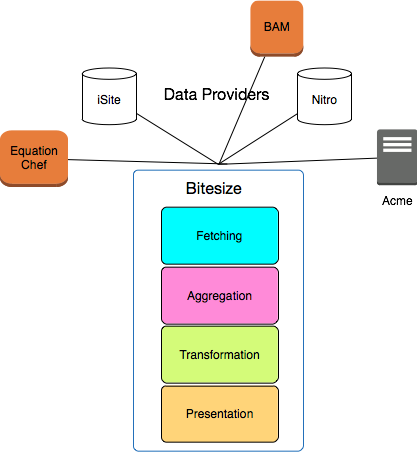 BAM
iSite
Data Providers
Nitro
Equation
Chef
Acme
Bitesize
Fetching
Aggregation
Transformation
Presentation